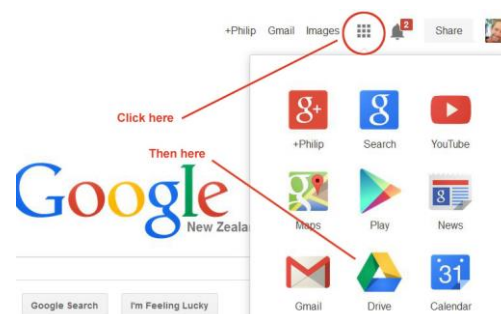 +Philip Gmail Images 2 Share
Click here
g+ 8 
+Philip Search YouTube
Then here
Google
New Zeala
8
Maps Play News
31
Gmail Drive Calendar
Google Search I'm Feeling Lucky